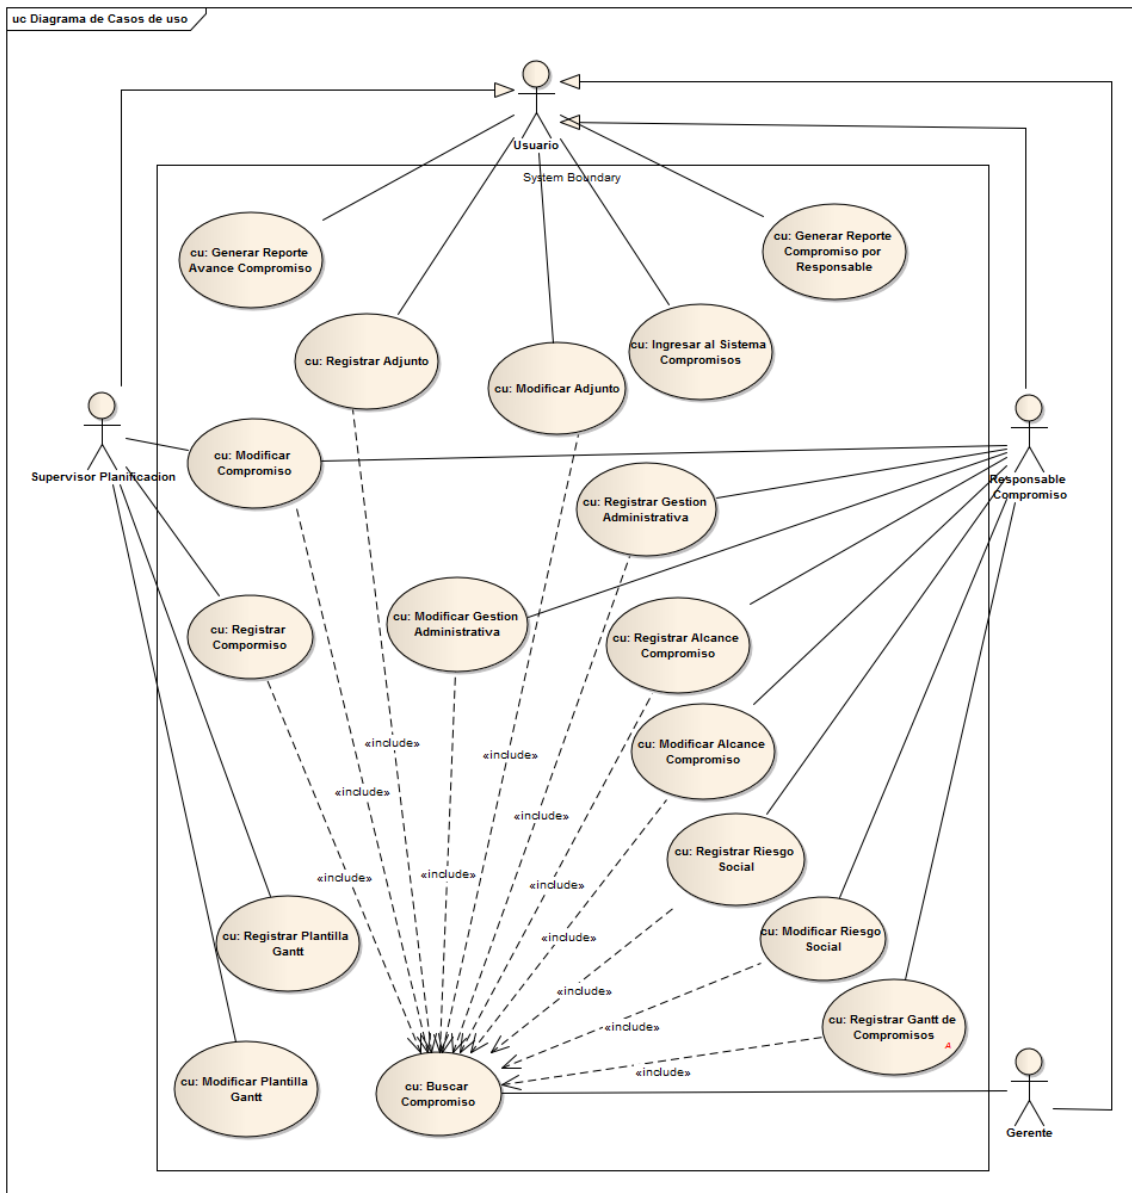 uc Diagrama de Casos de uso
Usuario
System Boundary
cu: Generar Reporte
Avance Compromiso
cu: Generar Reporte
Compromiso por
Responsable
cu: Registrar Adjunto
cu: Modificar Adjunto
cu: Ingresar al Sistema
Compromisos
Supervisor Planificacion
cu: Modificar
Compromiso
cu: Registrar Gestion
Administrativa
Responsable
Compromiso
cu: Registrar
Compormiso
cu: Modificar Gestion
Administrativa
cu: Registrar Alcance
Compromiso
cu: Modificar Alcance
Compromiso
«include»
«include»
«include»
«include»
«include»
«include»
«include»
«include»
«include»
«include»
«include»
cu: Registrar Riesgo
Social
cu: Registrar Plantilla
Gantt
cu: Modificar Riesgo
Social
cu: Registrar Gantt de
Compromisos
A
cu: Modificar Plantilla
Gantt
cu: Buscar
Compromiso
Gerente